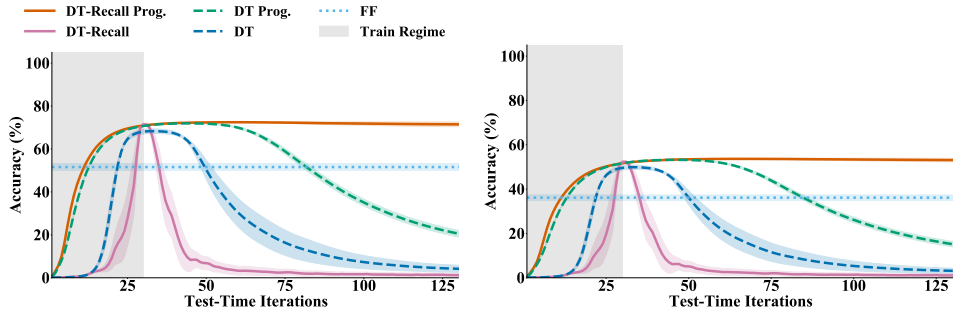 DT-Recall Prog. DT Prog. FF
DT-Recall DT Train Regime
100
80
60
40
20
0
Accuracy (%)
25 50 75 100 125
Test-Time Iterations
100
80
60
40
20
0
Accuracy (%)
25 50 75 100 125
Test-Time Iterations